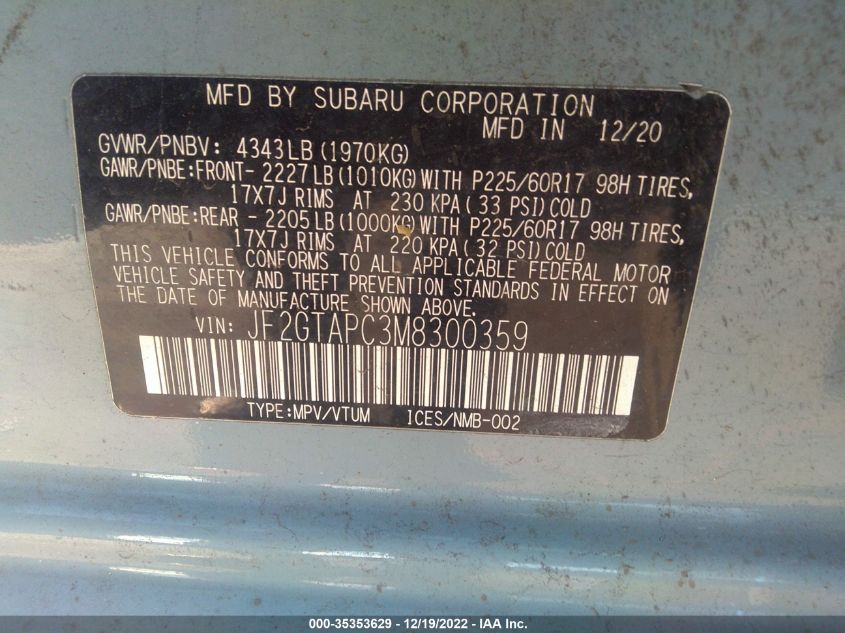 MFD BY SUBARU CORPORATION
MFD IN 12/20
GVWR/PNBV: 4343LB (1970KG)
GAWR/PNBE:FRONT- 2227LB(1010KG)WITH P225/60R17 98H TIRES,
17X7J RIMS AT 230 KPA( 33 PSI)COLD
GAWR/PNBE:REAR - 2205LB(1000KG)WITH P225/60R17 98H TIRES,
17X7J RIMS AT 220 KPA( 32 PSI)COLD
THIS VEHICLE CONFORMS TO ALL APPLICABLE FEDERAL MOTOR
VEHICLE SAFETY AND THEFT PREVENTION STANDARDS IN EFFECT ON
THE DATE OF MANUFACTURE SHOWN ABOVE.
VIN: JF2GTAPC3M8300359
TYPE:MPV/VTUM ICES/NMB-002
000-35353629 - 12/19/2022 - IAA Inc.